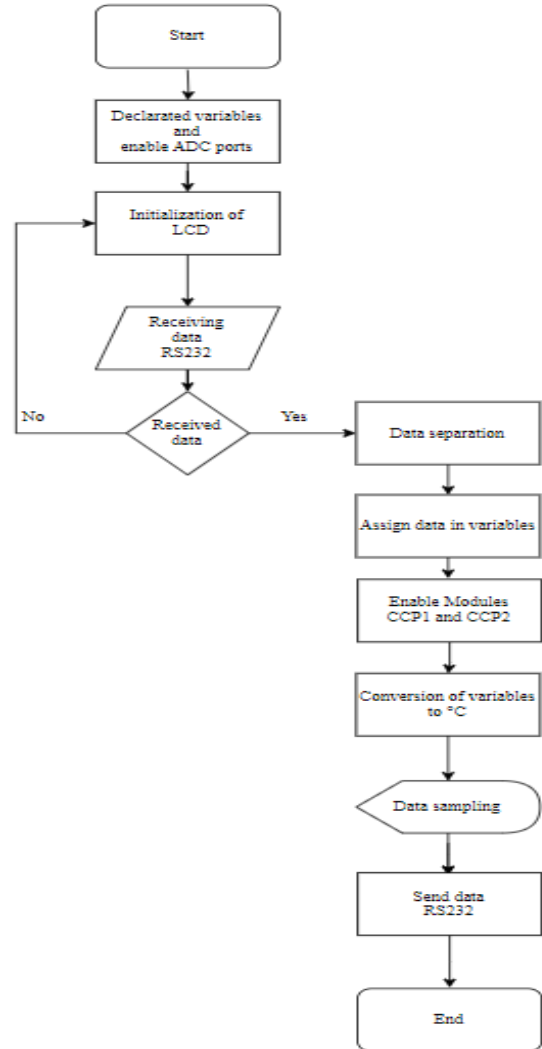 Start
Declarated variables
and
enable ADC ports
Initialization of
LCD
Receiving
data
RS232
No
Received
data
Yes
Data separation
Assign data in variables
Enable Modules
CCP1 and CCP2
Conversion of variables
to °C
Data sampling
Send data
RS232
End